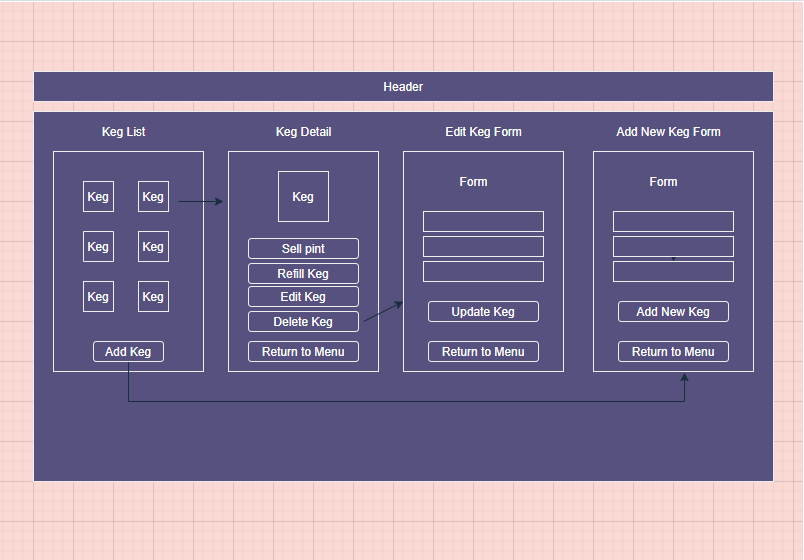 Header
Keg List
Keg Keg
Keg Keg
Keg Keg
Add Keg
Keg Detail
Keg
Sell pint
Refill Keg
Edit Keg
Delete Keg
Return to Menu
Edit Keg Form
Form
Update Keg
Return to Menu
Add New Keg Form
Form
Add New Keg
Return to Menu